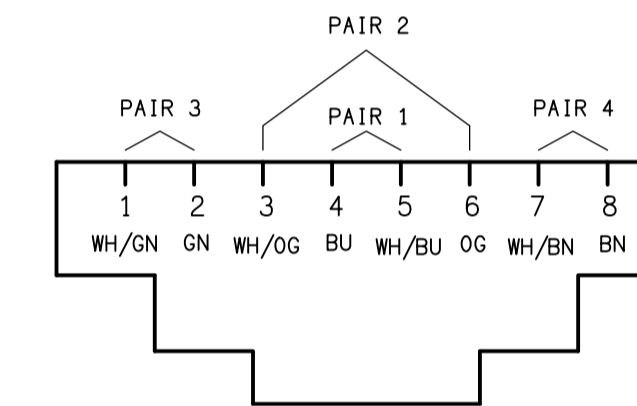 PAIR 2
PAIR 3 PAIR 1 PAIR 4
1 2 3 4 5 6 7 8
WH/GN GN WH/OG BU WH/BU OG WH/BN BN